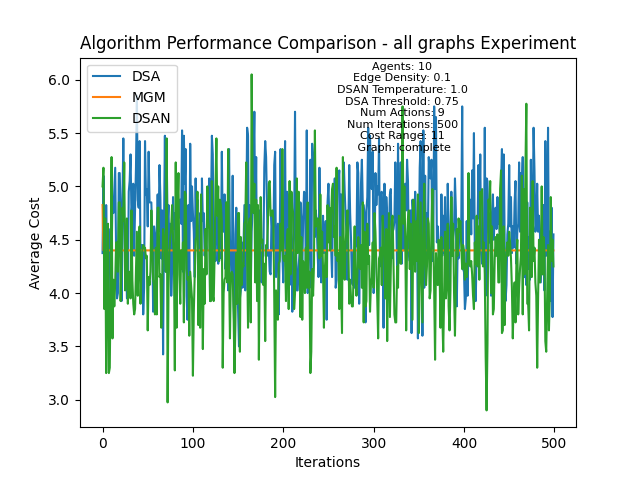 Algorithm Performance Comparison - all graphs Experiment
DSA
MGM
DSAN
Agents: 10
Edge Density: 0.1
DSAN Temperature: 1.0
DSA Threshold: 0.75
Num Actions: 9
Num Iterations: 500
Cost Range: 11
Graph: complete
Average Cost
6.0
5.5
5.0
4.5
4.0
3.5
3.0
0
100
200
300
400
500
Iterations